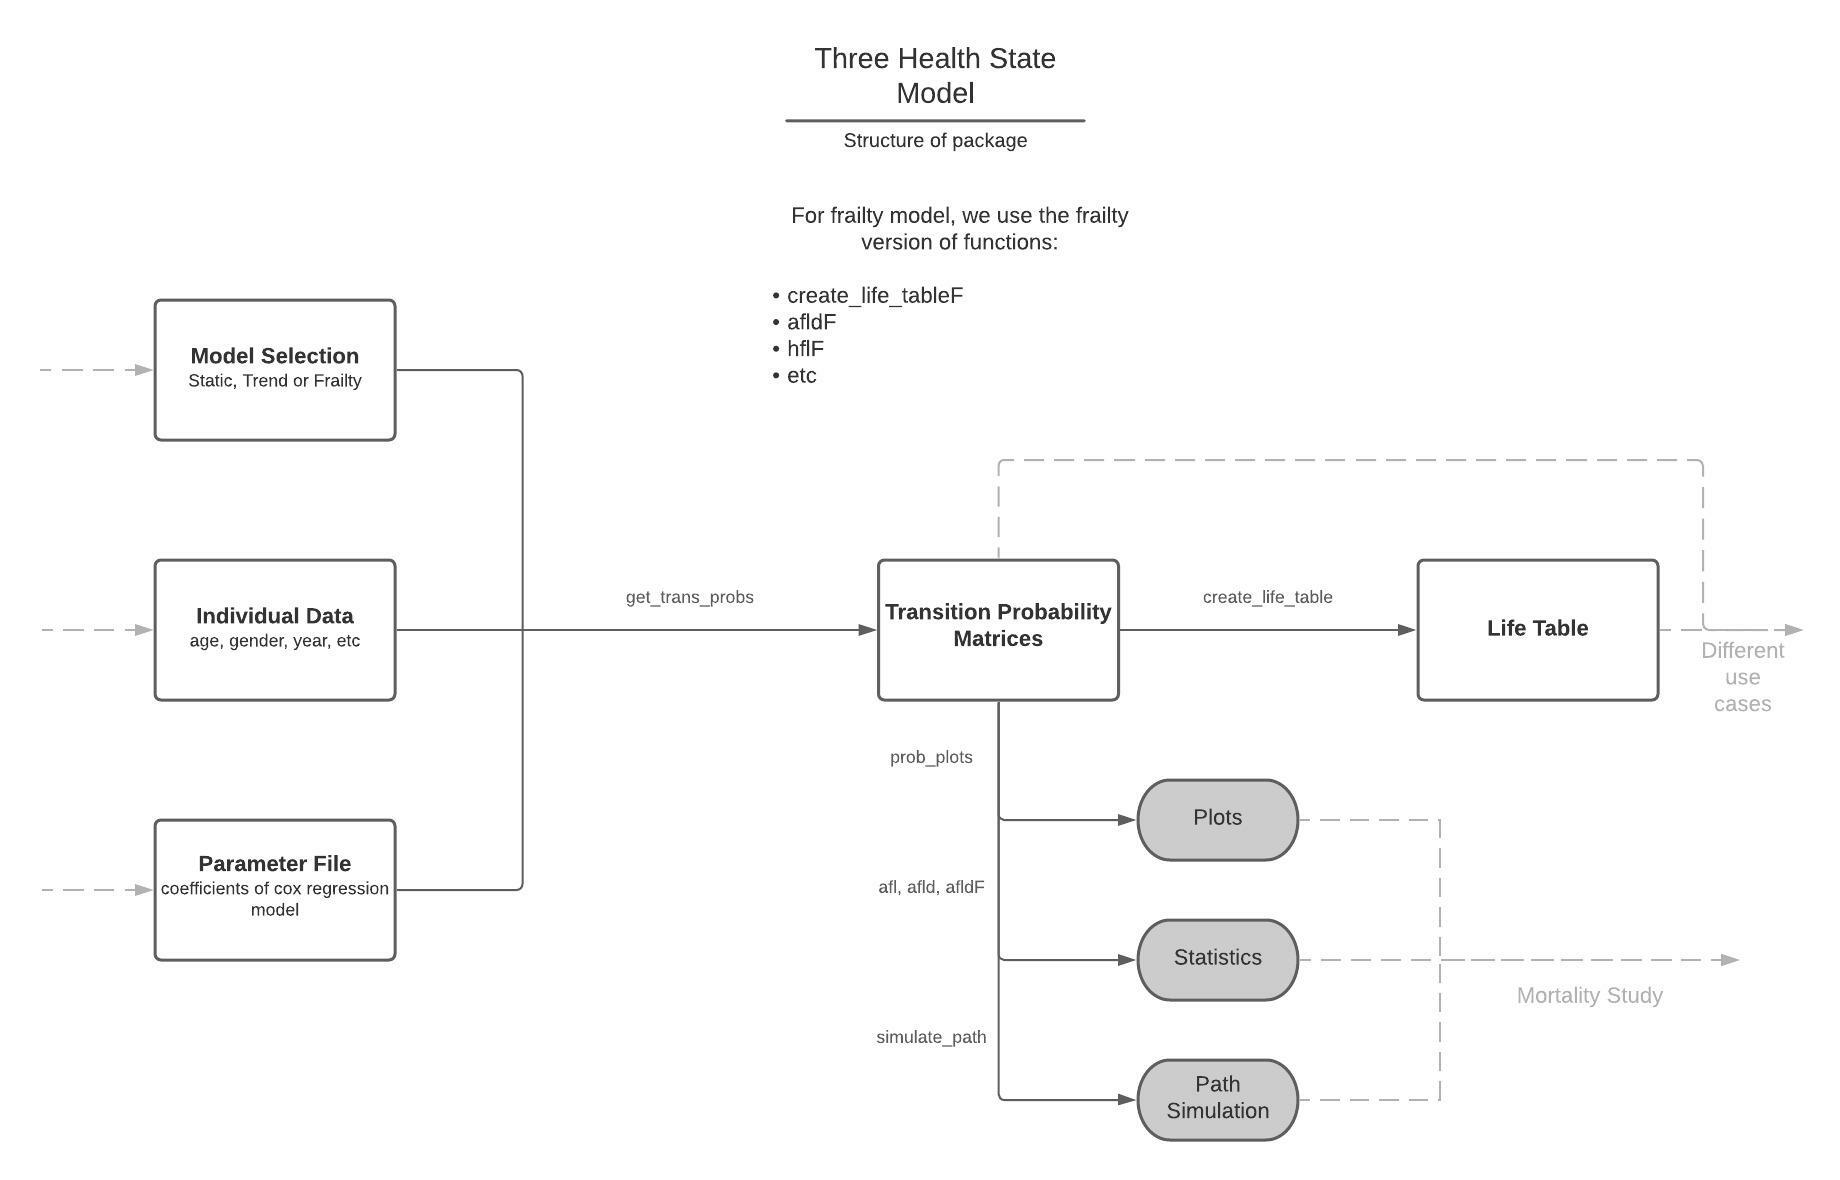 Three Health State
Model
Structure of package
For frailty model, we use the frailty
version of functions:
• create_life_tableF
• afldF
• hflF
• etc
Model Selection
Static, Trend or Frailty
Individual Data
age, gender, year, etc
Parameter File
coefficients of cox regression
model
get_trans_probs
Transition Probability
Matrices
create_life_table
Life Table
Different
use
cases
prob_plots
Plots
afl, afld, afldF
Statistics
Mortality Study
simulate_path
Path
Simulation